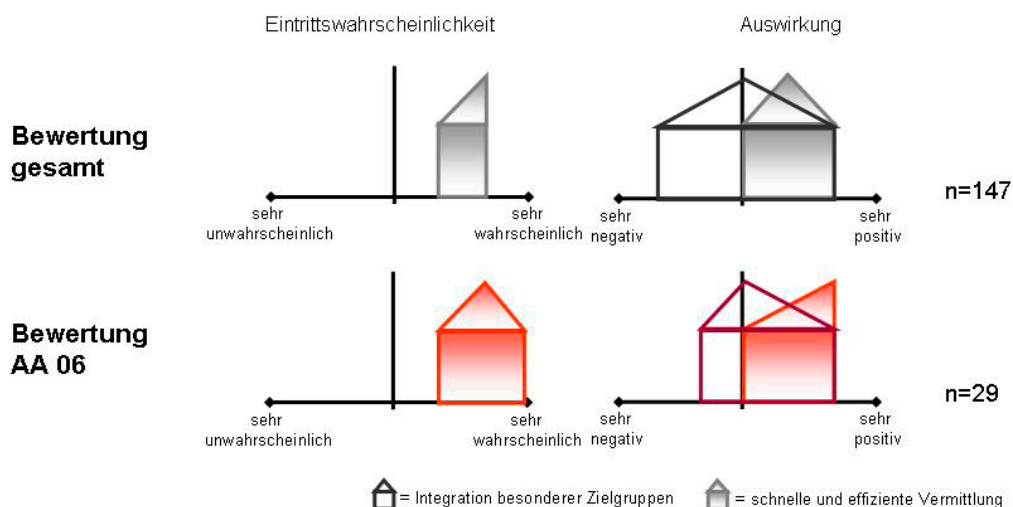 Eintrittswahrscheinlichkeit
Auswirkung
Bewertung
gesamt
sehr
unwahrscheinlich
sehr
wahrscheinlich
sehr
negativ
sehr
positiv
n=147
Bewertung
AA 06
sehr
unwahrscheinlich
sehr
wahrscheinlich
sehr
negativ
sehr
positiv
n=29
= Integration besonderer Zielgruppen
= schnelle und effiziente Vermittlung